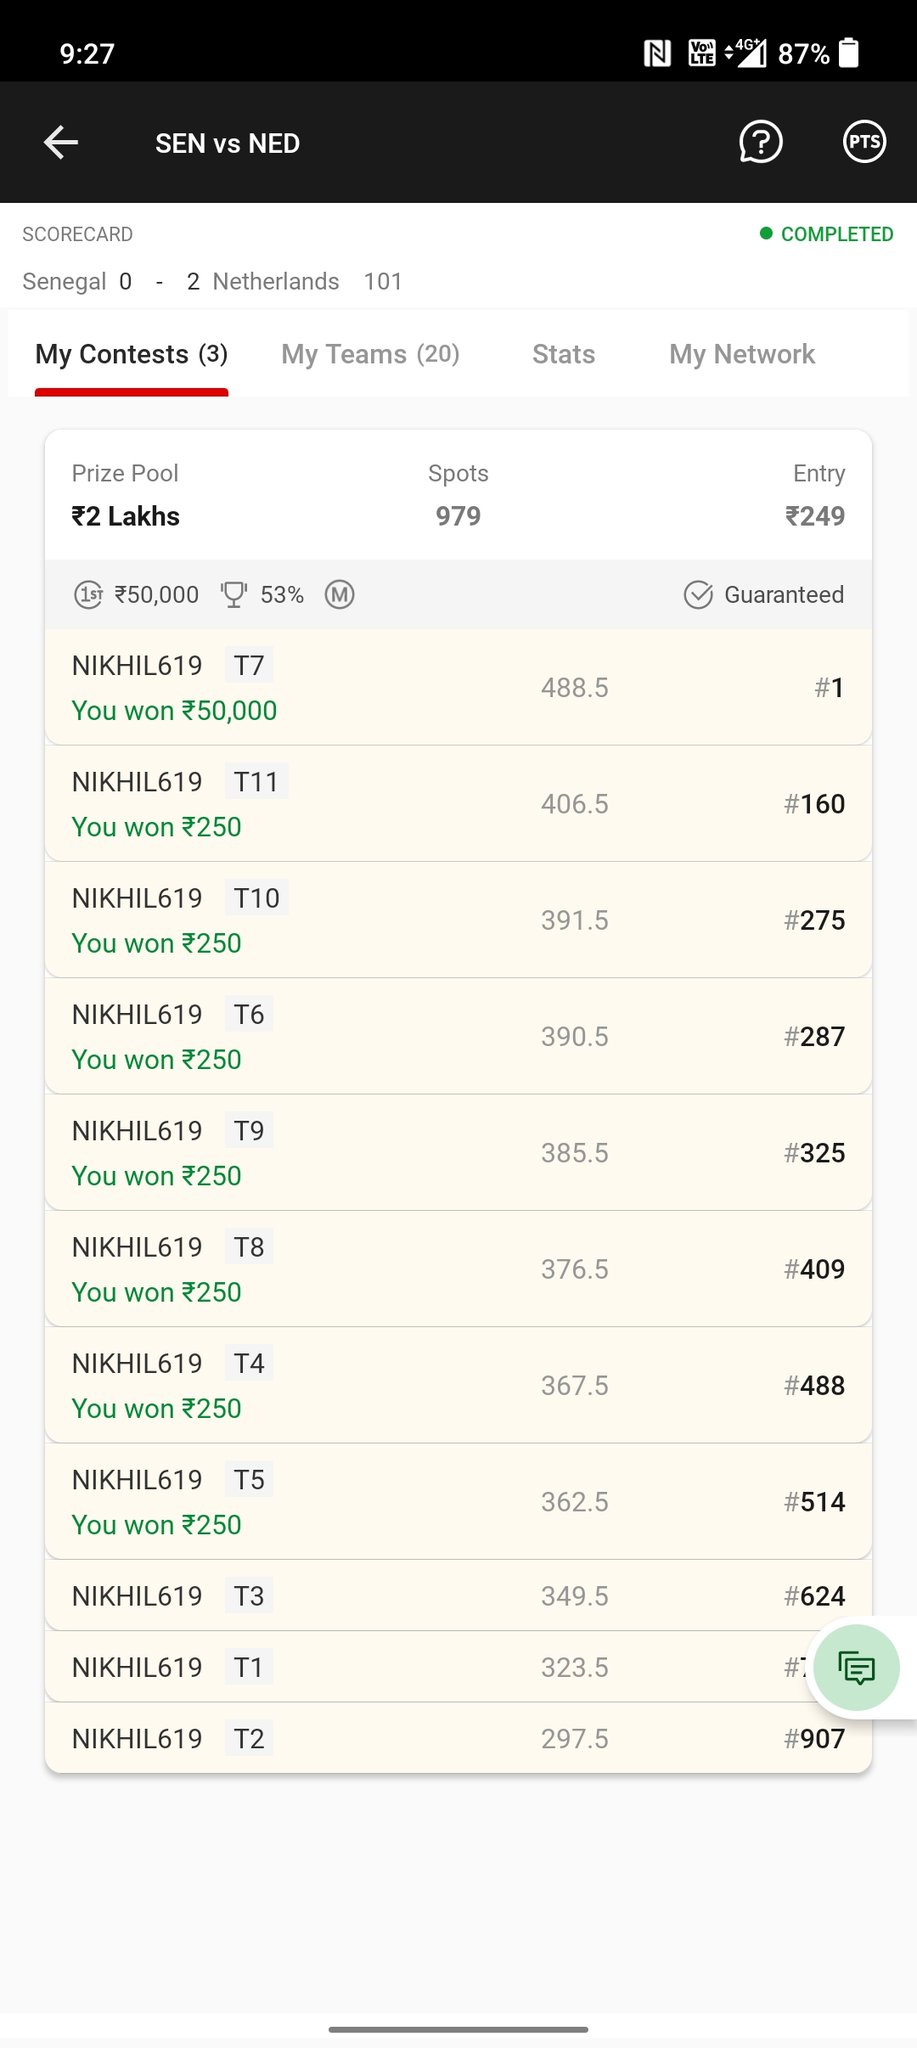 9:27
Vo))
LTE
4G+
87%
SEN vs NED
?
PTS
SCORECARD
COMPLETED
Senegal 0 - 2 Netherlands 101
My Contests (3)
My Teams (20)
Stats
My Network
Prize Pool
Spots
Entry
₹2 Lakhs
979
₹249
1ST ₹50,000
53%
M
Guaranteed
NIKHIL619 T7
You won ₹50,000
488.5
#1
NIKHIL619 T11
You won ₹250
406.5
#160
NIKHIL619 T10
You won ₹250
391.5
#275
NIKHIL619 T6
You won ₹250
390.5
#287
NIKHIL619 T9
You won ₹250
385.5
#325
NIKHIL619 T8
You won ₹250
376.5
#409
NIKHIL619 T4
You won ₹250
367.5
#488
NIKHIL619 T5
You won ₹250
362.5
#514
NIKHIL619 T3
349.5
#624
NIKHIL619 T1
323.5
NIKHIL619 T2
297.5
#907